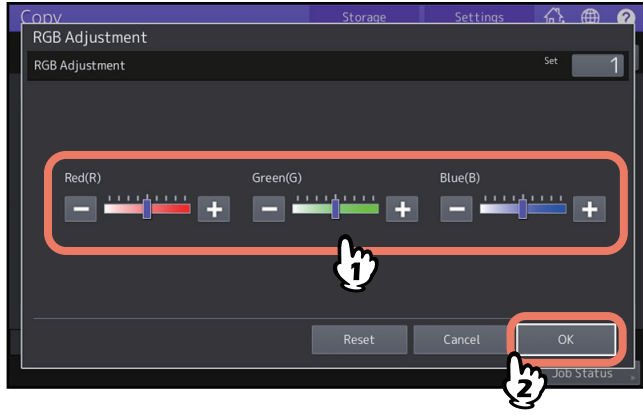 Copy
Storage
Settings
?
RGB Adjustment
RGB Adjustment
Set
1
Red(R)
Green(G)
Blue(B)
− + − + − +
1
Reset
Cancel
OK
2
Job Status